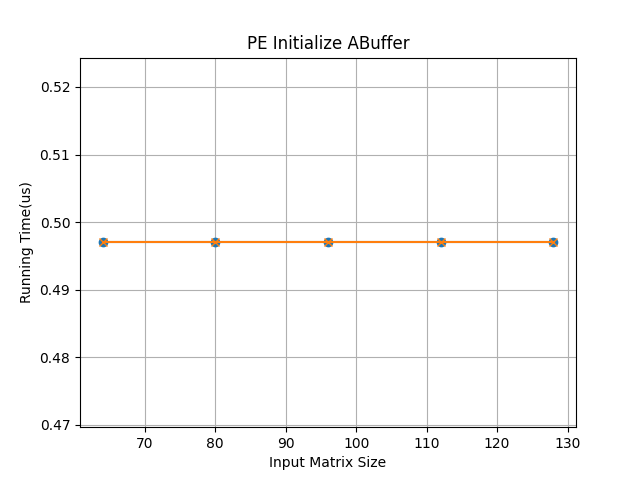 PE Initialize ABuffer
0.52
0.51
0.50
0.49
0.48
0.47
Running Time(us)
70 80 90 100 110 120 130
Input Matrix Size